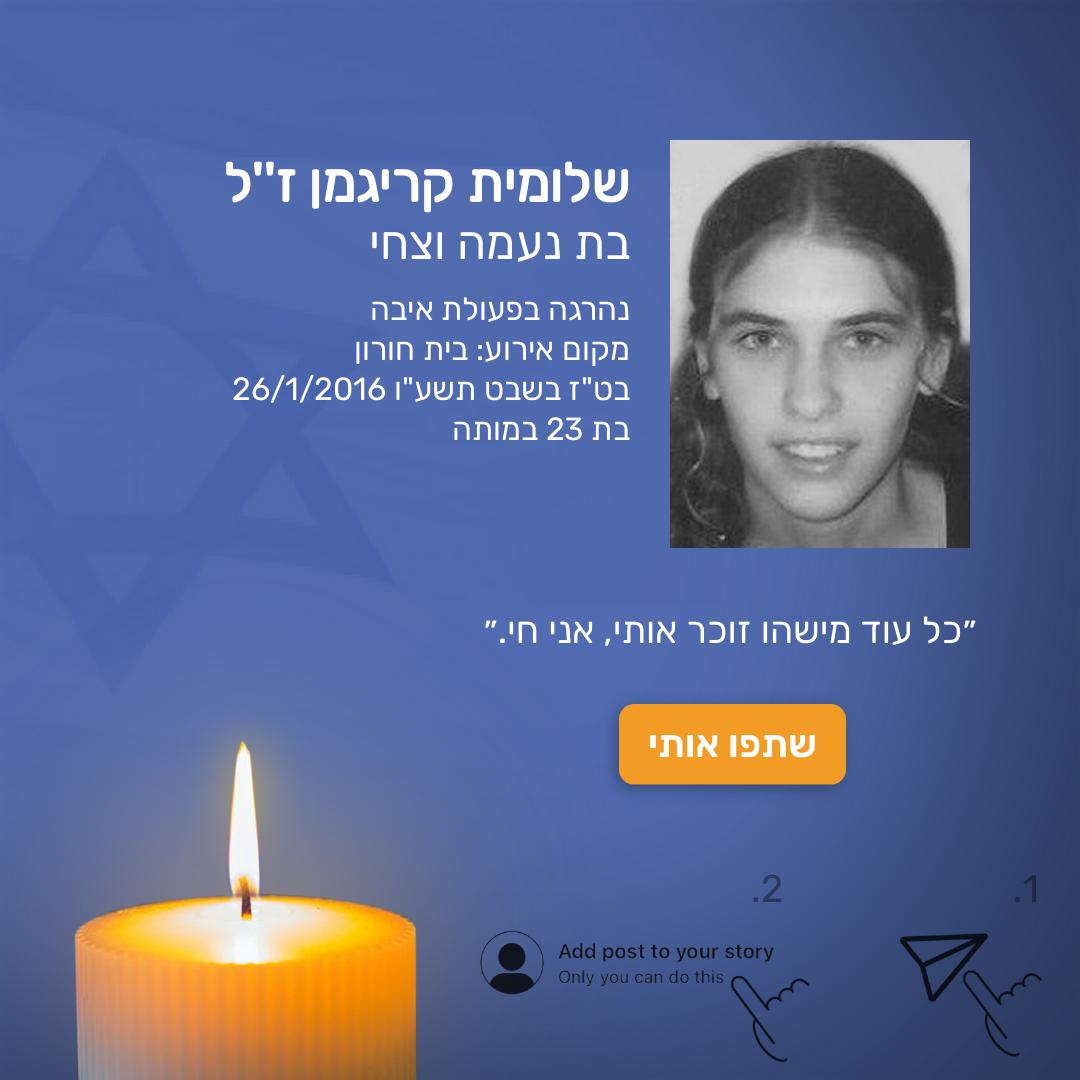 שלומית קריגמן ז"ל
בת נעמה וצחי
נהרגה בפעולת איבה
מקום אירוע: בית חורון
בט"ז בשבט תשע"ו 26/1/2016
בת 23 במותה
"כל עוד מישהו זוכר אותי, אני חי."
שתפו אותי
.1
.2
Add post to your story
Only you can do this